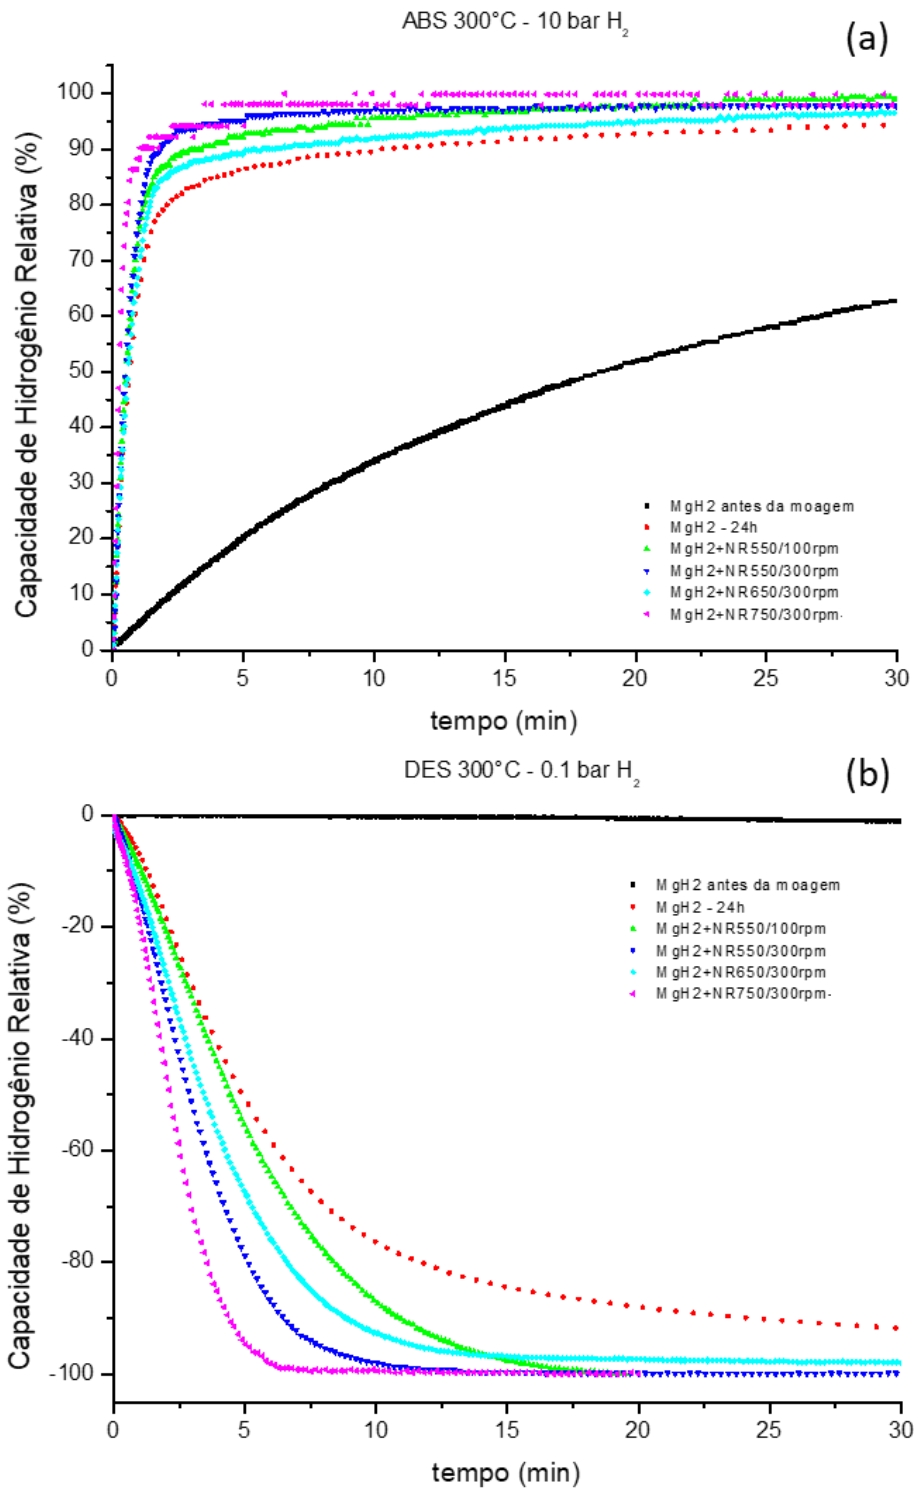 ABS 300°C - 10 bar H2
(a)
Capacidade de Hidrogênio Relativa (%)
100
90
80
70
60
50
40
30
20
10
0
MgH2 antes da moagem
MgH2 - 24h
MgH2+NR550/100rpm
MgH2+NR550/300rpm
MgH2+NR650/300rpm
MgH2+NR750/300rpm
0 5 10 15 20 25 30
tempo (min)
DES 300°C - 0.1 bar H2
(b)
Capacidade de Hidrogênio Relativa (%)
0
-20
-40
-60
-80
-100
MgH2 antes da moagem
MgH2 - 24h
MgH2+NR550/100rpm
MgH2+NR550/300rpm
MgH2+NR650/300rpm
MgH2+NR750/300rpm
0 5 10 15 20 25 30
tempo (min)